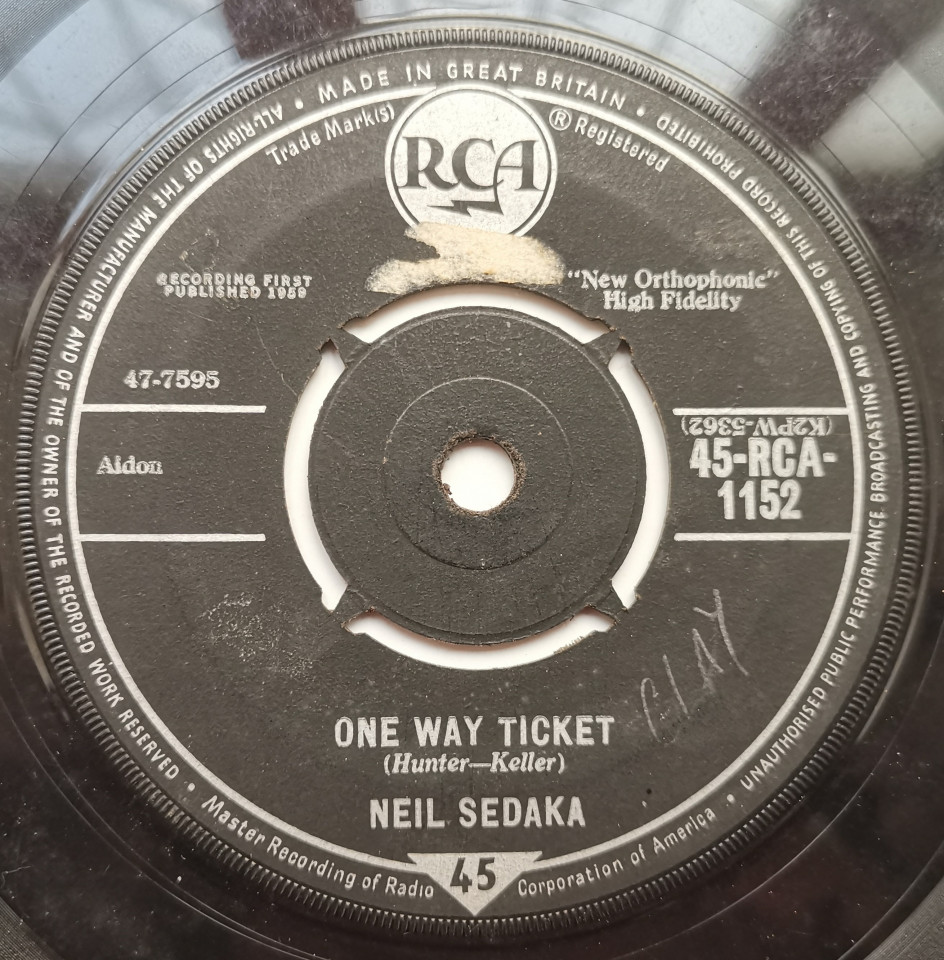 ALL-RIGHTS OF THE MANUFACTURER AND OF THE OWNER OF THE RECORDED WORK RESERVED • MADE IN GREAT BRITAIN • UNAUTHORISED PUBLIC PERFORMANCE BROADCASTING AND COPYING OF THIS RECORD PROHIBITED
Trade Mark(s)
RCA
® Registered
RECORDING FIRST
PUBLISHED 1959
"New Orthophonic"
High Fidelity
47-7595
(K2PW-5362)
Aldon
45-RCA-
1152
CLAY
ONE WAY TICKET
(Hunter—Keller)
NEIL SEDAKA
45
Master Recording of Radio Corporation of America